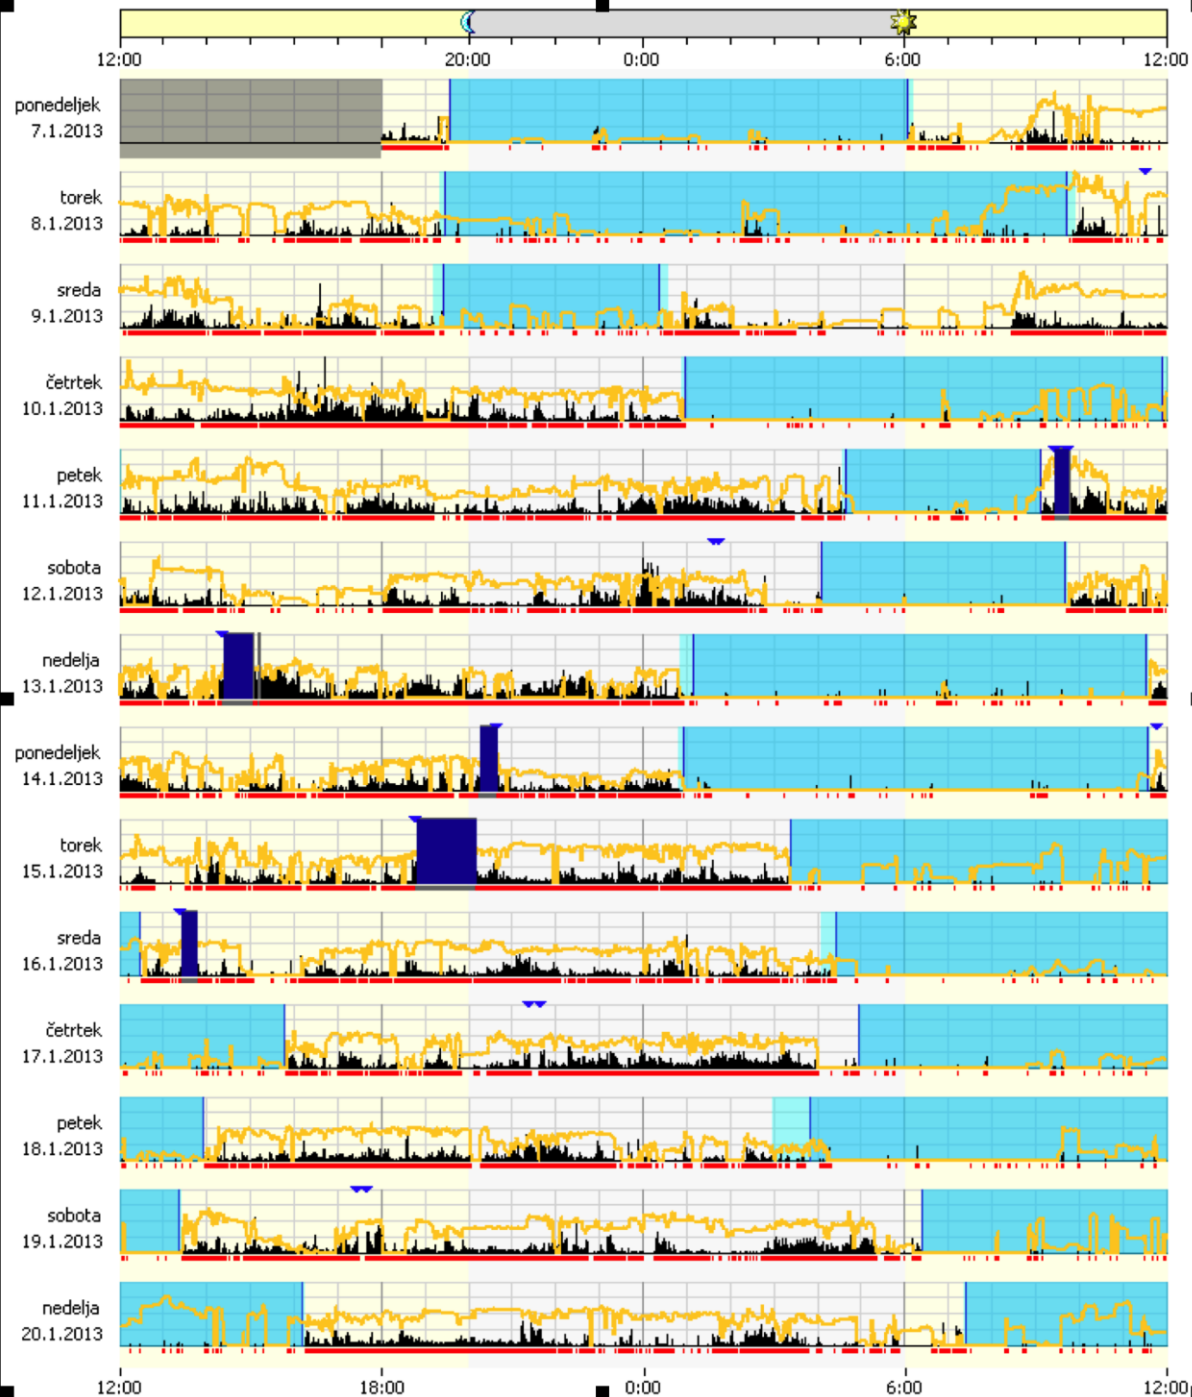 12:00 20:00 0:00 6:00 12:00
ponedeljek
7.1.2013
torek
8.1.2013
sreda
9.1.2013
četrtek
10.1.2013
petek
11.1.2013
sobota
12.1.2013
nedelja
13.1.2013
ponedeljek
14.1.2013
torek
15.1.2013
sreda
16.1.2013
četrtek
17.1.2013
petek
18.1.2013
sobota
19.1.2013
nedelja
20.1.2013
12:00 18:00 0:00 6:00 12:00